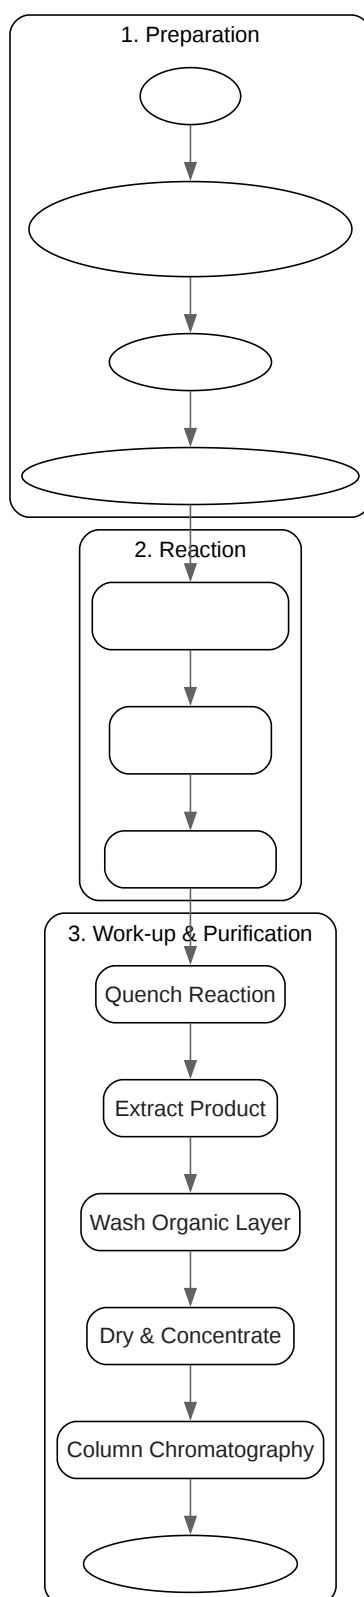 1. Preparation
2. Reaction
3. Work-up & Purification
Quench Reaction
Extract Product
Wash Organic Layer
Dry & Concentrate
Column Chromatography